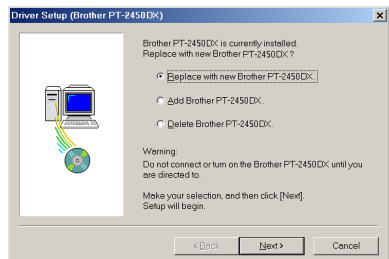 Driver Setup (Brother PT-2450DX)
Brother PT-2450DX is currently installed.
Replace with new Brother PT-2450DX ?
Replace with new Brother PT-2450DX.
Add Brother PT-2450DX.
Delete Brother PT-2450DX.
Warning:
Do not connect or turn on the Brother PT-2450DX until you
are directed to.
Make your selection, and then click [Next].
Setup will begin.
< Back
Next >
Cancel